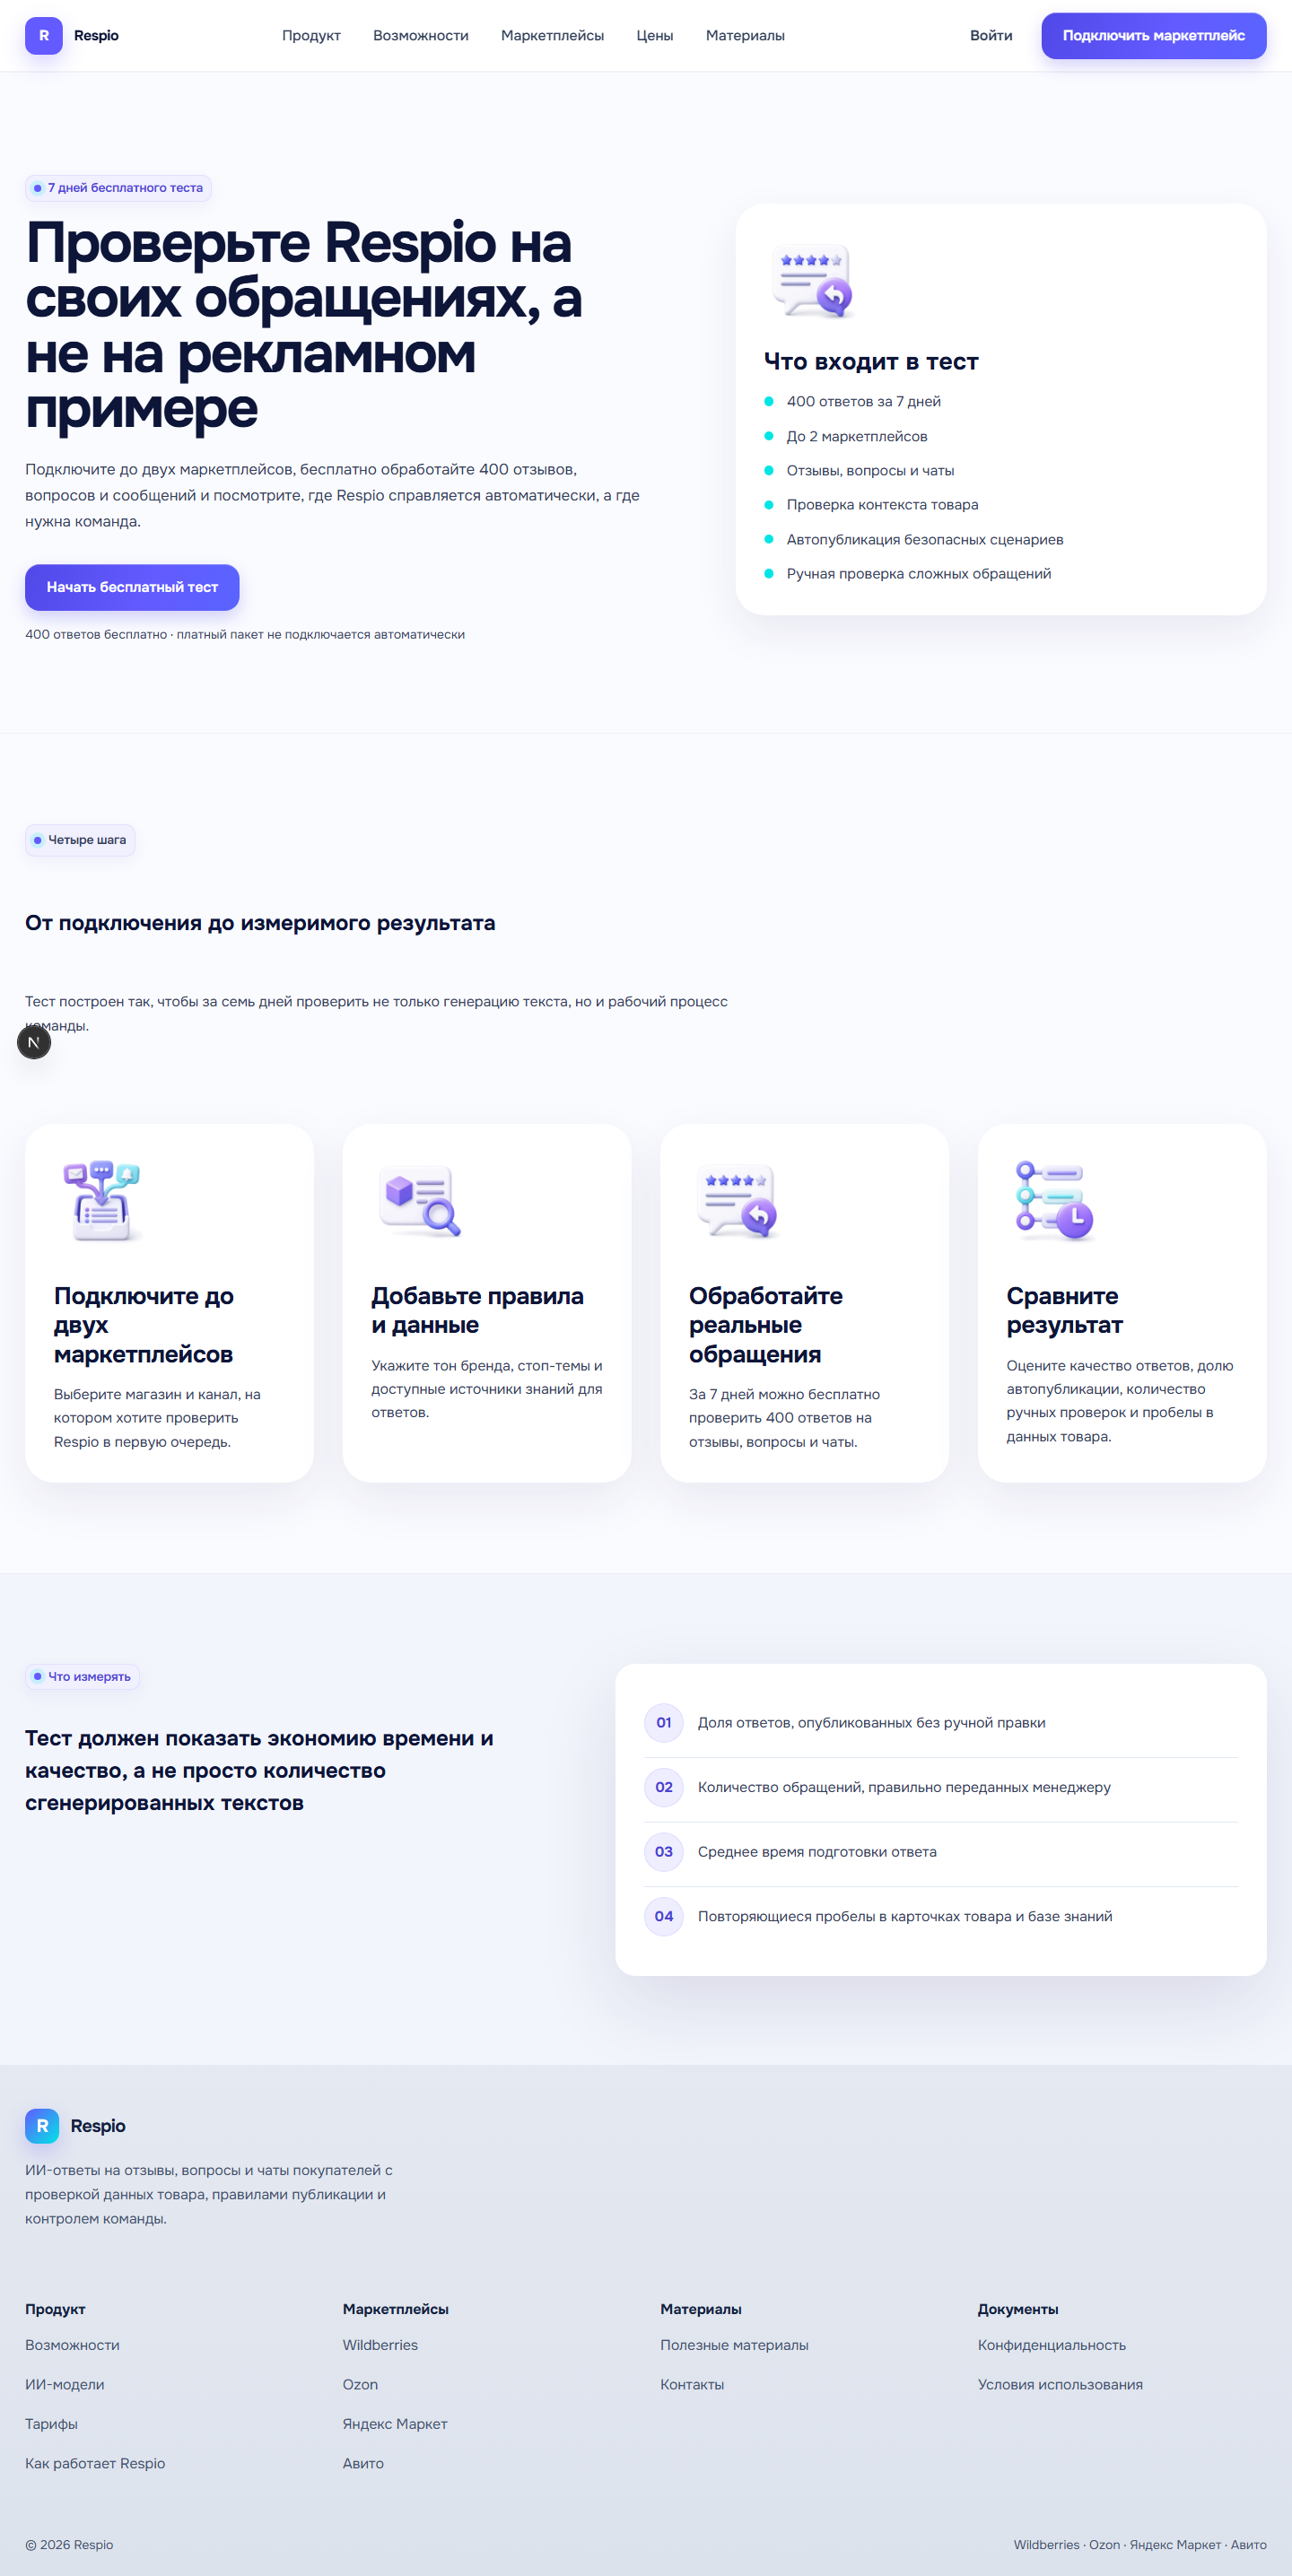 R Respio
Продукт Возможности Маркетплейсы Цены Материалы
Войти
Подключить маркетплейс
7 дней бесплатного теста
Проверьте Respio на
своих обращениях, а
не на рекламном
примере
Подключите до двух маркетплейсов, бесплатно обработайте 400 отзывов,
вопросов и сообщений и посмотрите, где Respio справляется автоматически, а где
нужна команда.
Начать бесплатный тест
400 ответов бесплатно · платный пакет не подключается автоматически
Что входит в тест
400 ответов за 7 дней
До 2 маркетплейсов
Отзывы, вопросы и чаты
Проверка контекста товара
Автопубликация безопасных сценариев
Ручная проверка сложных обращений
Четыре шага
От подключения до измеримого результата
Тест построен так, чтобы за семь дней проверить не только генерацию текста, но и рабочий процесс
команды.
N
Подключите до
двух
маркетплейсов
Выберите магазин и канал, на
котором хотите проверить
Respio в первую очередь.
Добавьте правила
и данные
Укажите тон бренда, стоп-темы и
доступные источники знаний для
ответов.
Обработайте
реальные
обращения
За 7 дней можно бесплатно
проверить 400 ответов на
отзывы, вопросы и чаты.
Сравните
результат
Оцените качество ответов, долю
автопубликации, количество
ручных проверок и пробелы в
данных товара.
Что измерять
Тест должен показать экономию времени и
качество, а не просто количество
сгенерированных текстов
01 Доля ответов, опубликованных без ручной правки
02 Количество обращений, правильно переданных менеджеру
03 Среднее время подготовки ответа
04 Повторяющиеся пробелы в карточках товара и базе знаний
R Respio
ИИ-ответы на отзывы, вопросы и чаты покупателей с
проверкой данных товара, правилами публикации и
контролем команды.
Продукт
Возможности
ИИ-модели
Тарифы
Как работает Respio
Маркетплейсы
Wildberries
Ozon
Яндекс Маркет
Авито
Материалы
Полезные материалы
Контакты
Документы
Конфиденциальность
Условия использования
© 2026 Respio
Wildberries · Ozon · Яндекс Маркет · Авито